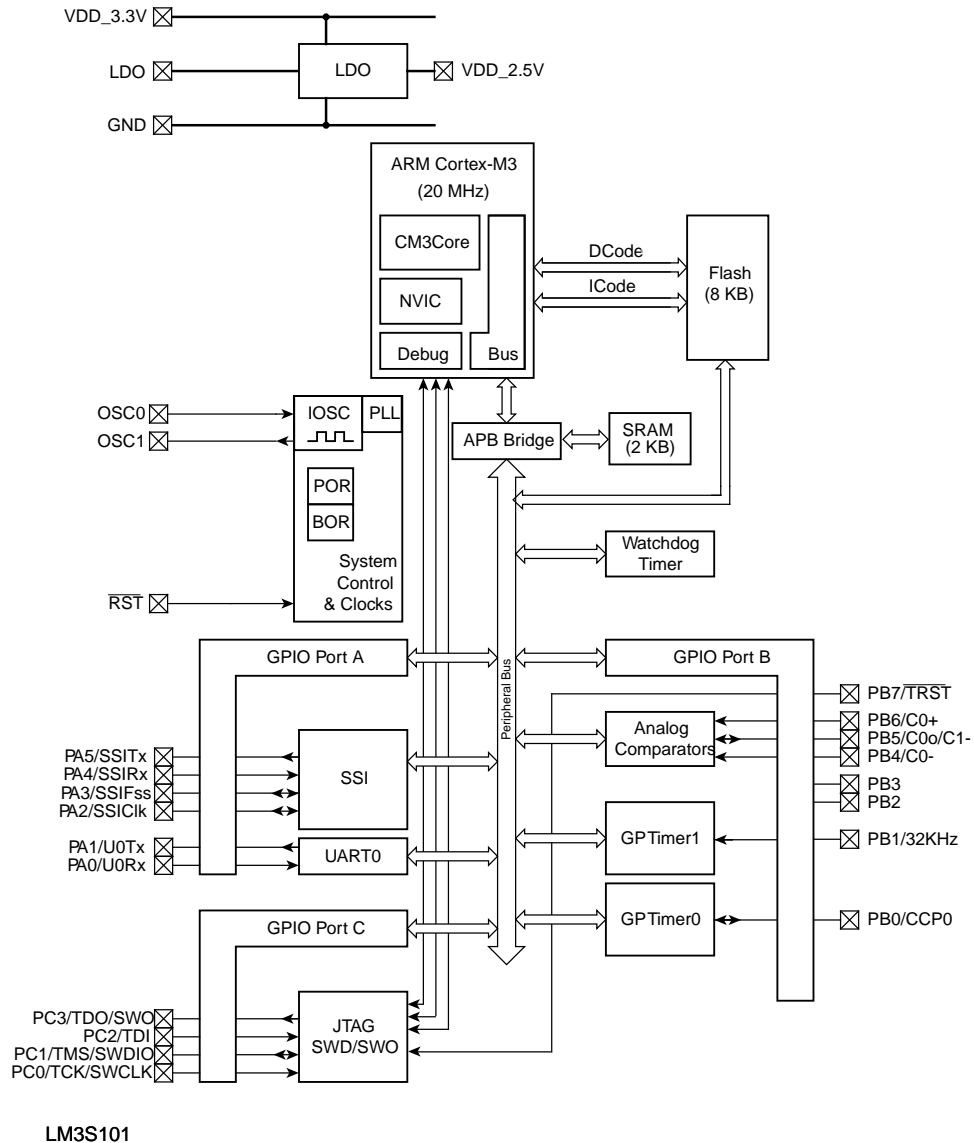 VDD_3.3V
LDO
LDO
VDD_2.5V
GND
ARM Cortex-M3
(20 MHz)
CM3Core
NVIC
Debug
Bus
DCode
ICode
Flash
(8 KB)
OSC0
OSC1
IOSC
PLL
POR
BOR
System
Control
& Clocks
RST
APB Bridge
SRAM
(2 KB)
Watchdog
Timer
Peripheral Bus
GPIO Port A
PA5/SSITx
PA4/SSIRx
PA3/SSIFss
PA2/SSIClk
SSI
PA1/U0Tx
PA0/U0Rx
UART0
GPIO Port B
PB7/TRST
PB6/C0+
PB5/C0o/C1-
PB4/C0-
Analog
Comparators
PB3
PB2
GPTimer1
PB1/32KHz
GPTimer0
PB0/CCP0
GPIO Port C
PC3/TDO/SWO
PC2/TDI
PC1/TMS/SWDIO
PC0/TCK/SWCLK
JTAG
SWD/SWO
LM3S101